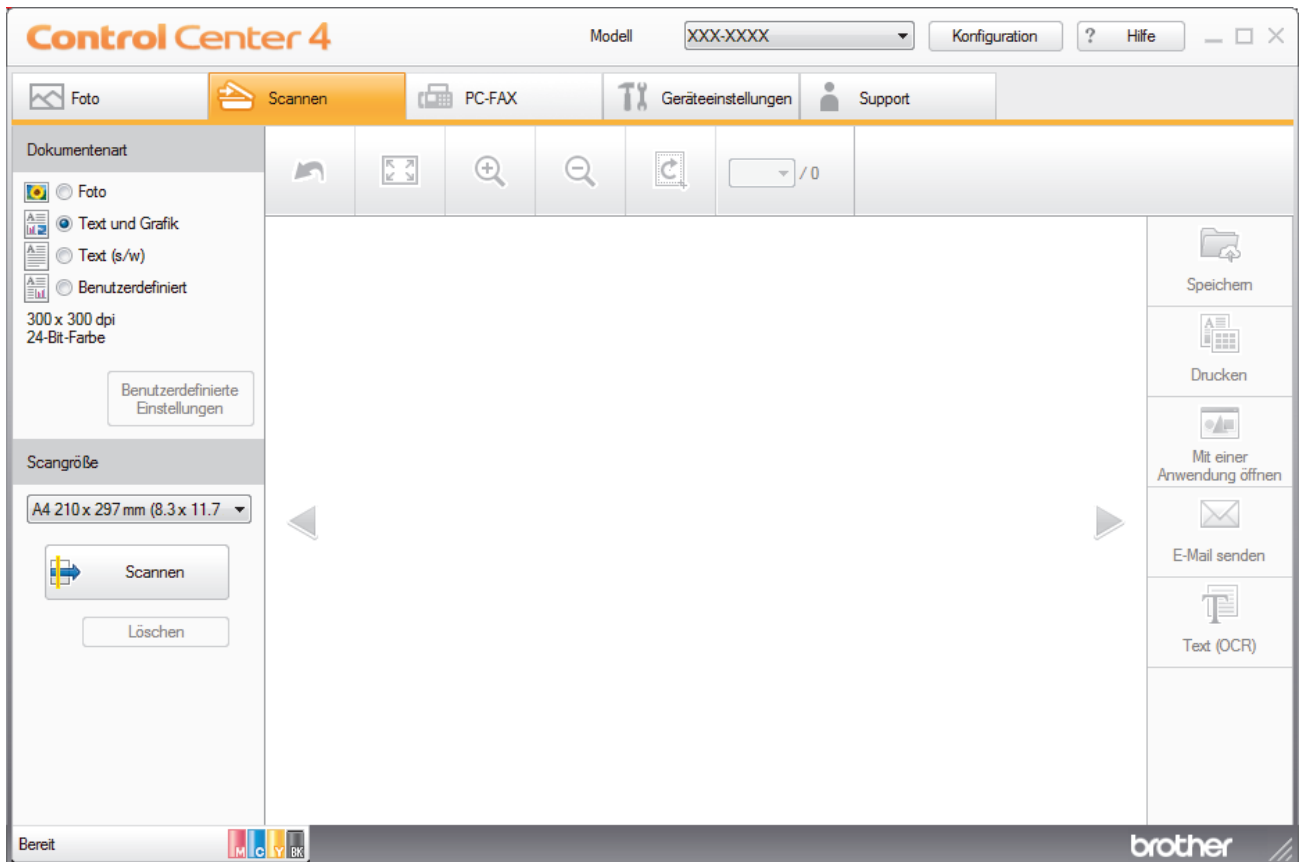 Control Center 4
Modell
XXX-XXXX
Konfiguration
? Hilfe
Foto
Scannen
PC-FAX
Geräteeinstellungen
Support
Dokumentenart
Foto
Text und Grafik
Text (s/w)
Benutzerdefiniert
300 x 300 dpi
24-Bit-Farbe
Benutzerdefinierte
Einstellungen
Scangröße
A4 210 x 297 mm (8.3 x 11.7
Scannen
Löschen
/ 0
Speichern
Drucken
Mit einer
Anwendung öffnen
E-Mail senden
Text (OCR)
Bereit
M C Y BK
brother